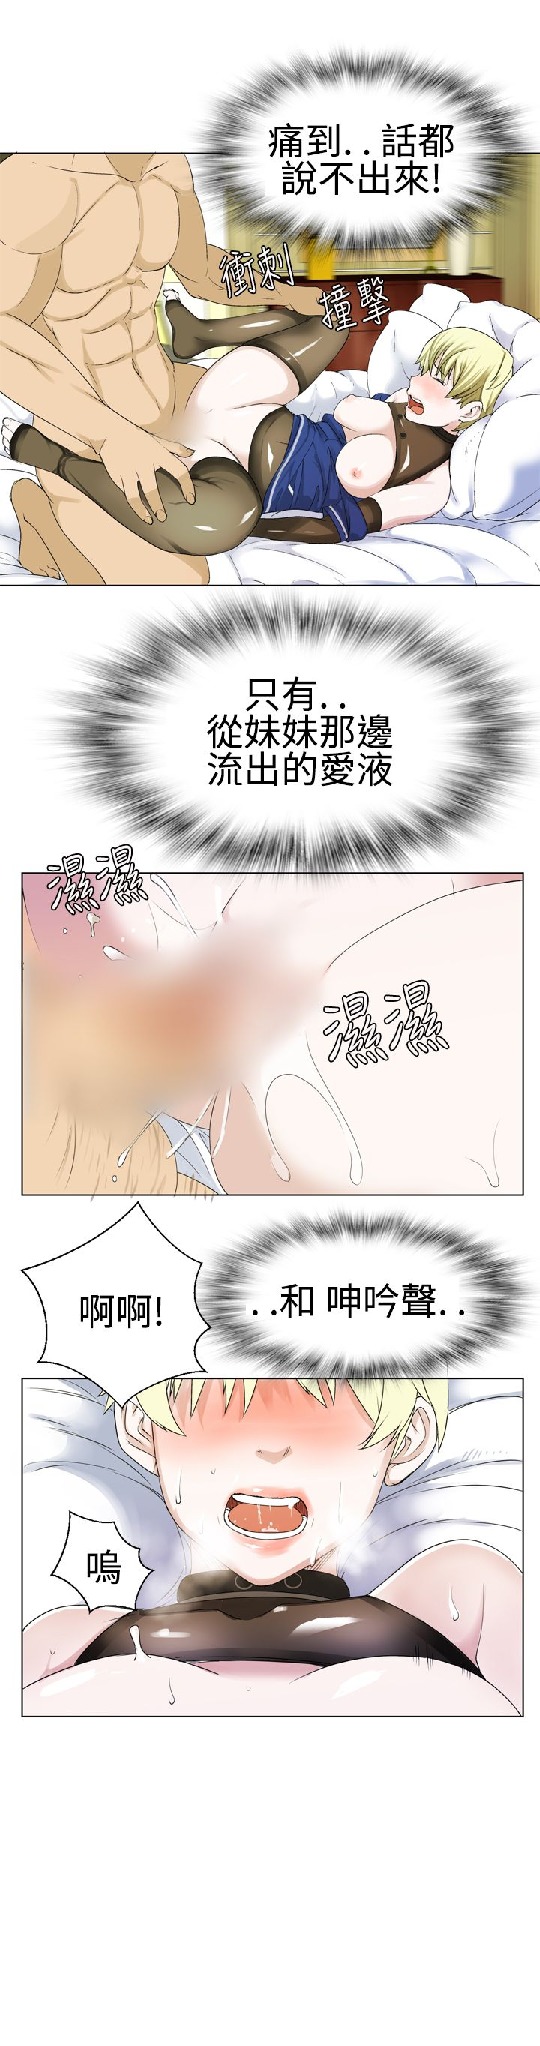 痛到..話都
說不出來!
衝刺
撞擊
只有..
從妹妹那邊
流出的愛液
濕濕
濕濕
..和 呻吟聲..
啊啊!
嗚